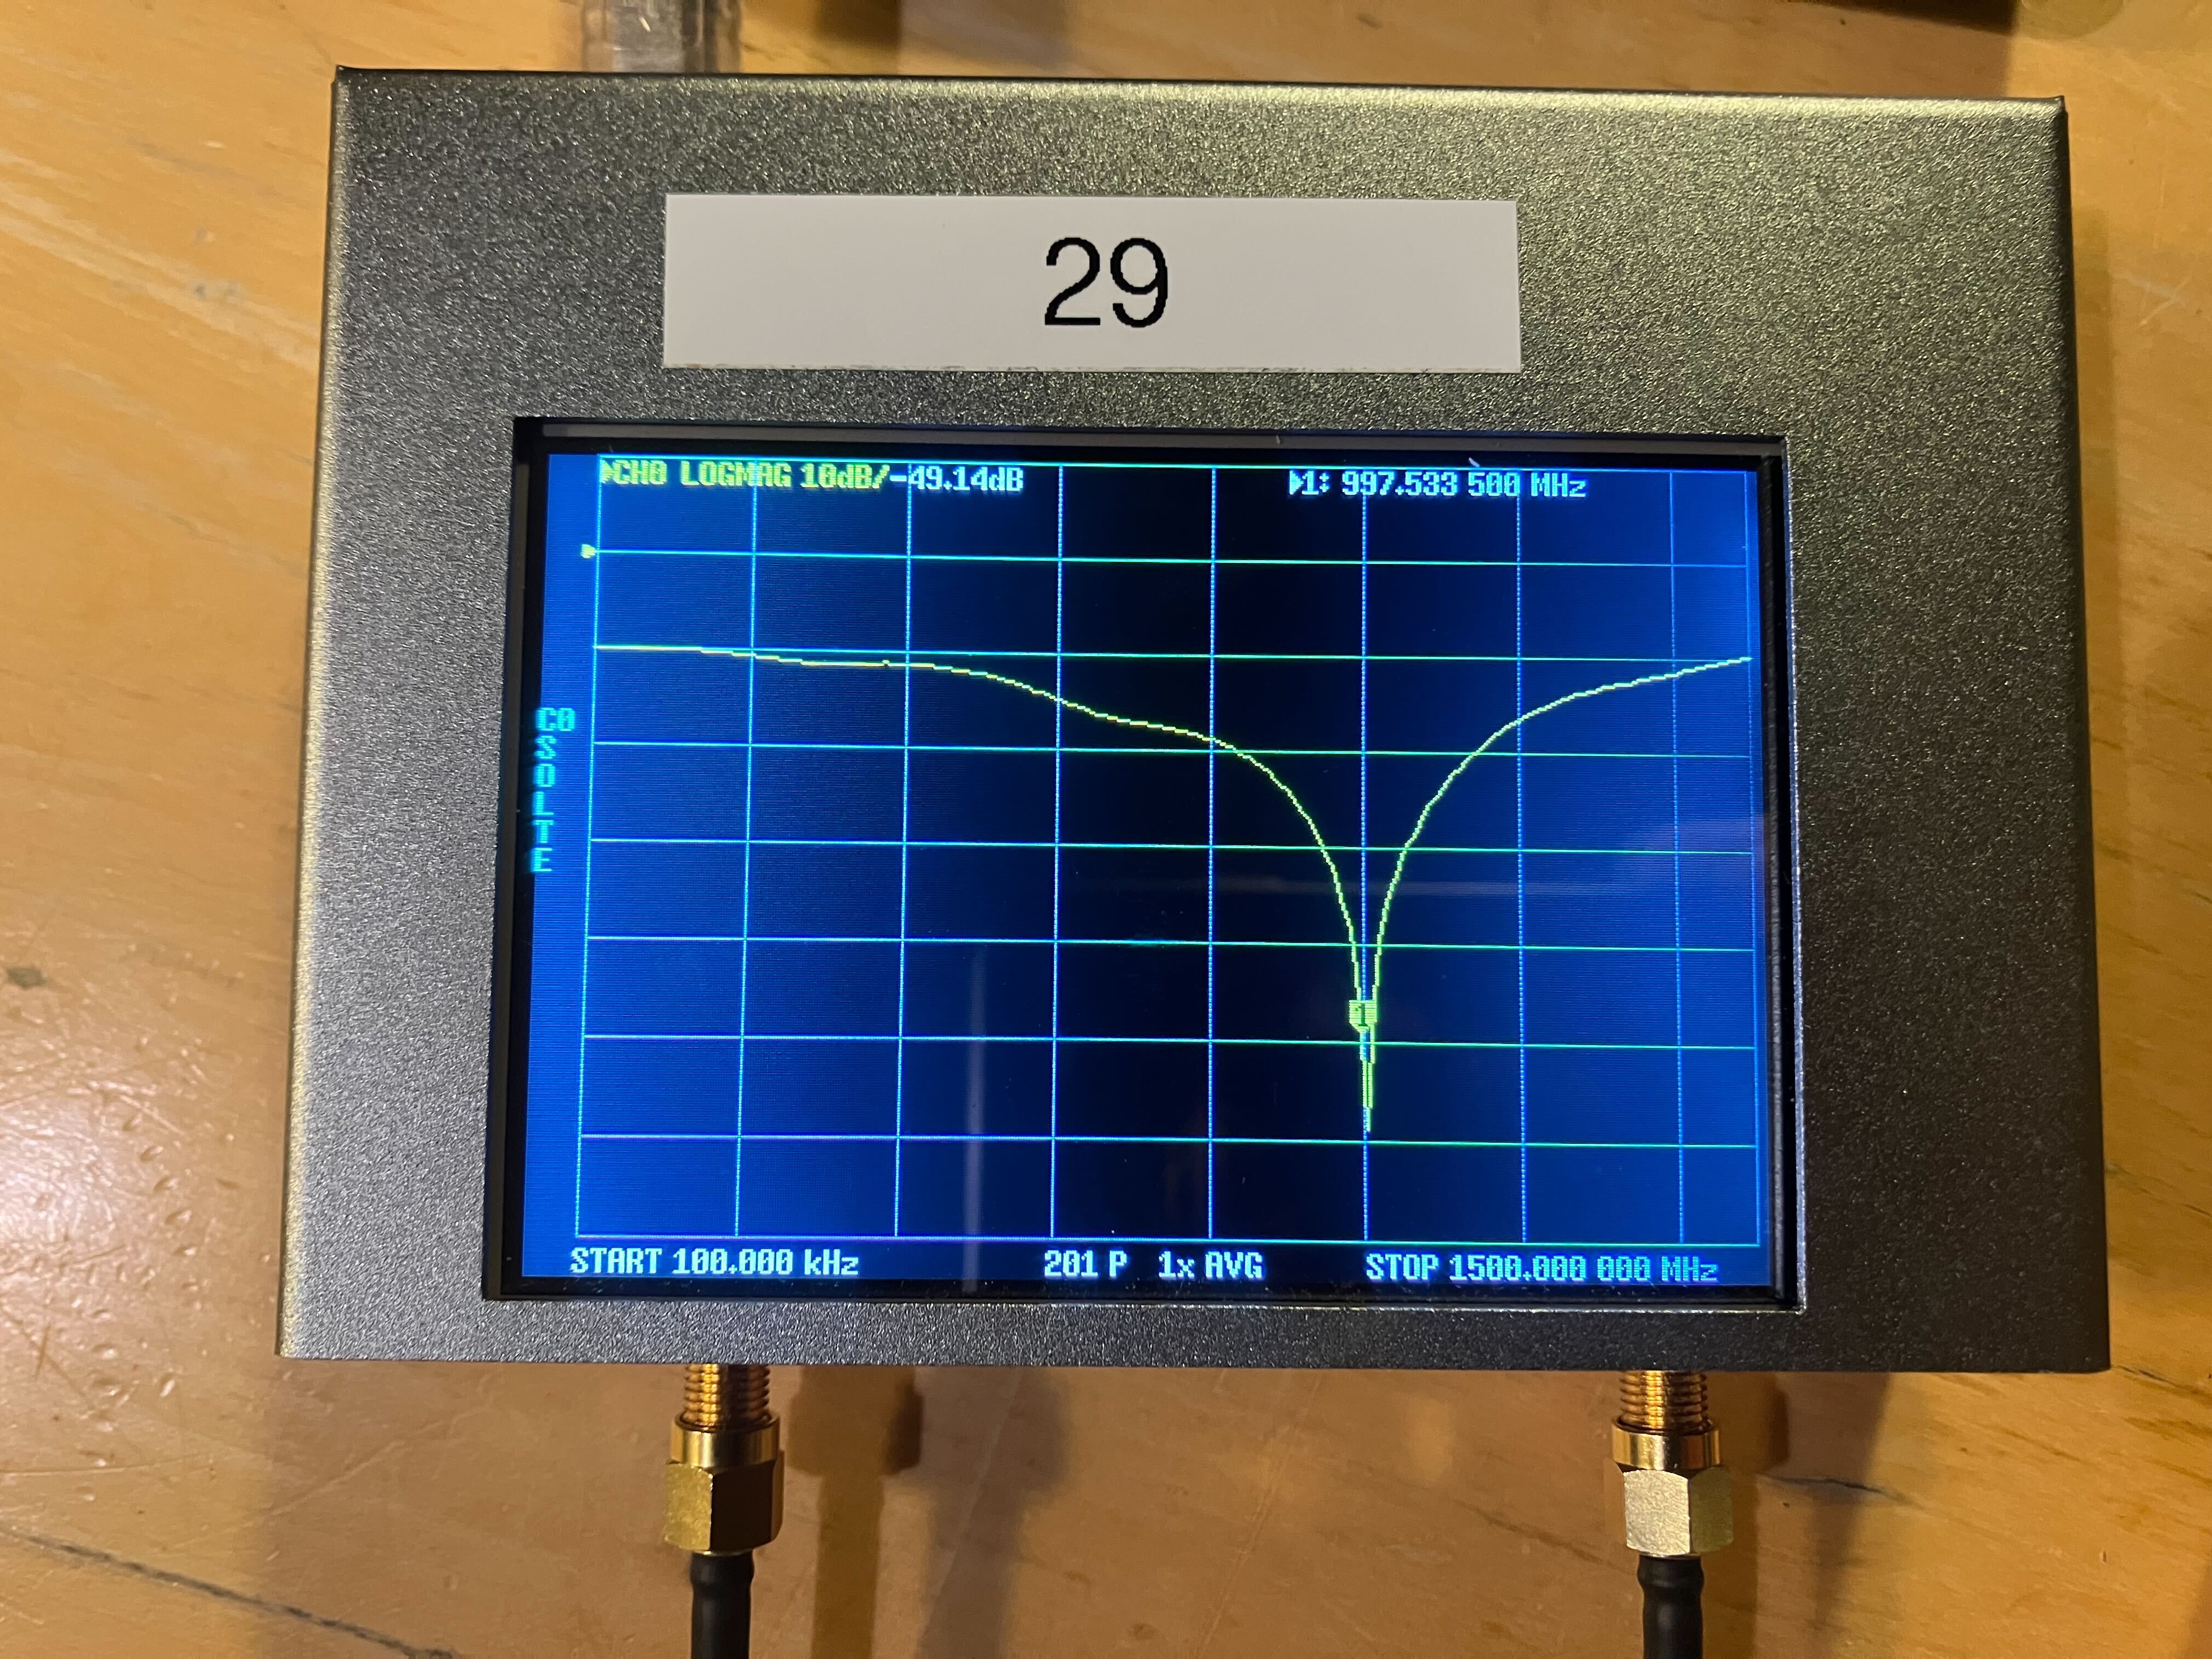 29
CH0 LOGMAG 10dB/-49.14dB
1: 997.533 500 MHz
C0
S
O
L
T
E
1
START 100.000 kHz
201 P 1x AVG
STOP 1500.000 000 MHz